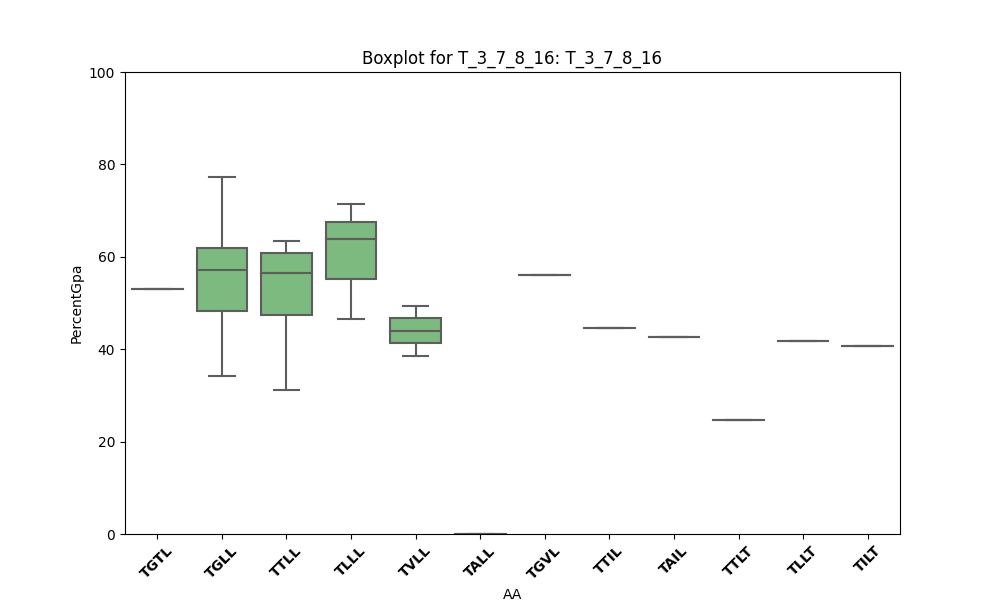 Boxplot for T_3_7_8_16: T_3_7_8_16
100
80
60
40
20
0
PercentGpa
TGTL
TGLL
TTLL
TLLL
TVLL
TALL
TGVL
TTIL
TAIL
TTLT
TLLT
TILT
AA